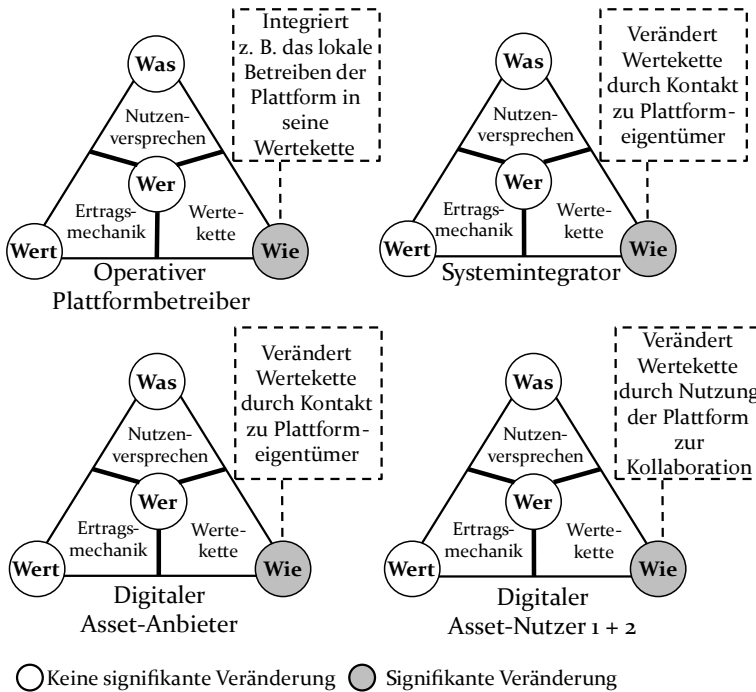 Integriert
z. B. das lokale
Betreiben der
Plattform in
seine
Wertekette
Was
Nutzen-
versprechen
Wer
Ertrags-
mechanik
Werte-
kette
Wert
Wie
Operativer
Plattformbetreiber
Verändert
Wertekette
durch Kontakt
zu Plattform-
eigentümer
Was
Nutzen-
versprechen
Wer
Ertrags-
mechanik
Werte-
kette
Wert
Wie
Systemintegrator
Verändert
Wertekette
durch Kontakt
zu Plattform-
eigentümer
Was
Nutzen-
versprechen
Wer
Ertrags-
mechanik
Werte-
kette
Wert
Wie
Digitaler
Asset-Anbieter
Verändert
Wertekette
durch Nutzung
der Plattform
zur
Kollaboration
Was
Nutzen-
versprechen
Wer
Ertrags-
mechanik
Werte-
kette
Wert
Wie
Digitaler
Asset-Nutzer 1 + 2
Keine signifikante Veränderung
Signifikante Veränderung